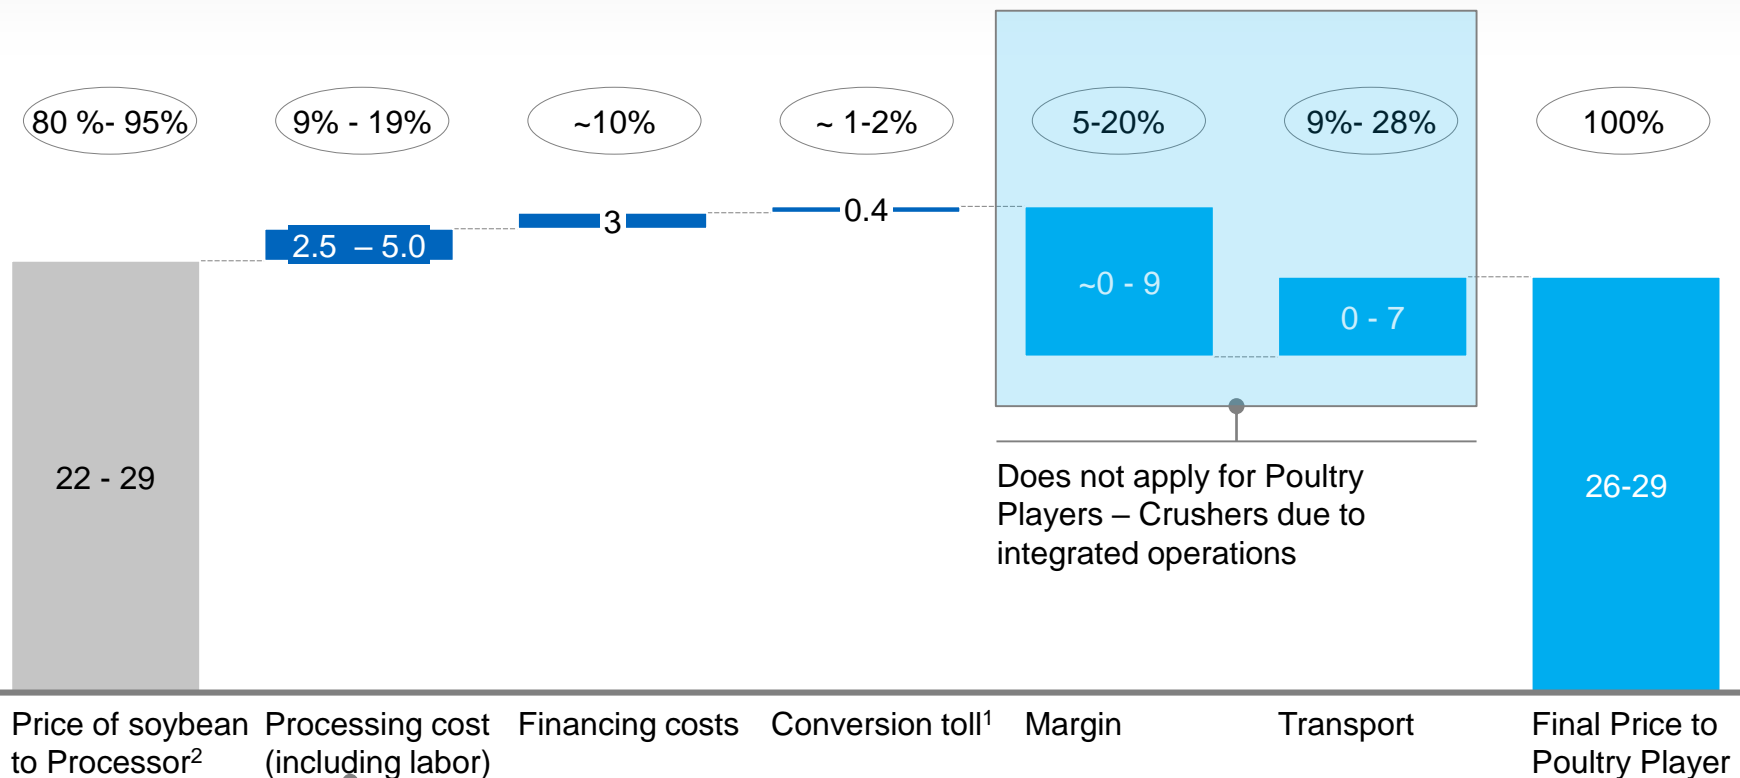 80 %- 95%
9% - 19%
~10%
~ 1-2%
5-20%
9%- 28%
100%
2.5 – 5.0
3
0.4
~0 - 9
0 - 7
22 - 29
26-29
Does not apply for Poultry
Players – Crushers due to
integrated operations
Price of soybean
to Processor²
Processing cost
(including labor)
Financing costs
Conversion toll¹
Margin
Transport
Final Price to
Poultry Player